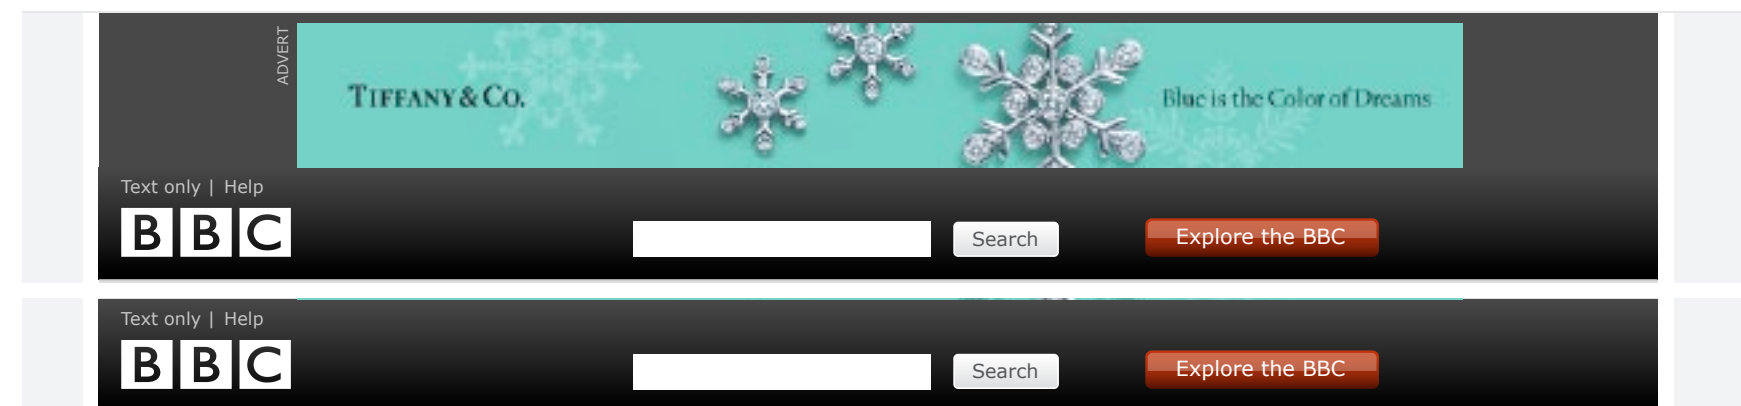 ADVERT
TIFFANY & CO.
Blue is the Color of Dreams
Text only | Help
BBC
Search
Explore the BBC
Text only | Help
BBC
Search
Explore the BBC